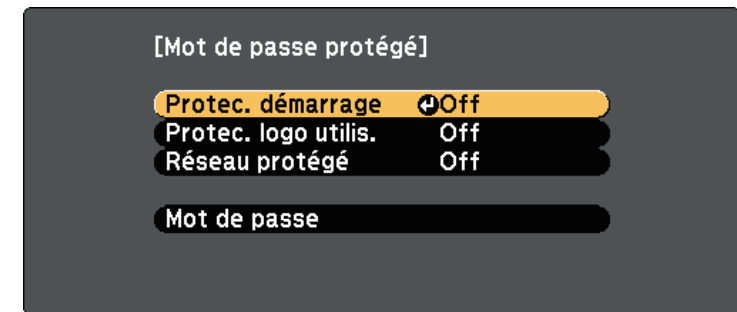 [Mot de passe protégé]
Protec. démarrage Off
Protec. logo utilis. Off
Réseau protégé Off
Mot de passe